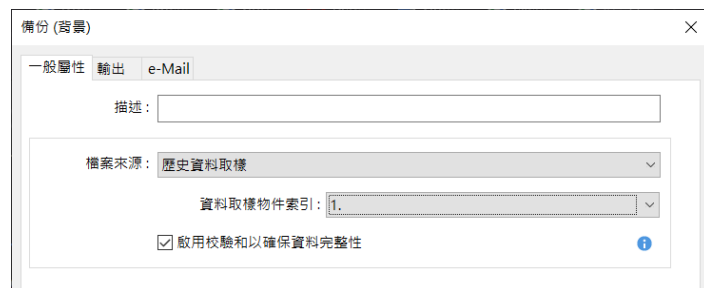 備份 (背景)
一般屬性 輸出 e-Mail
描述 :
檔案來源 : 歷史資料取樣
資料取樣物件索引 : 1.
啟用校驗和以確保資料完整性